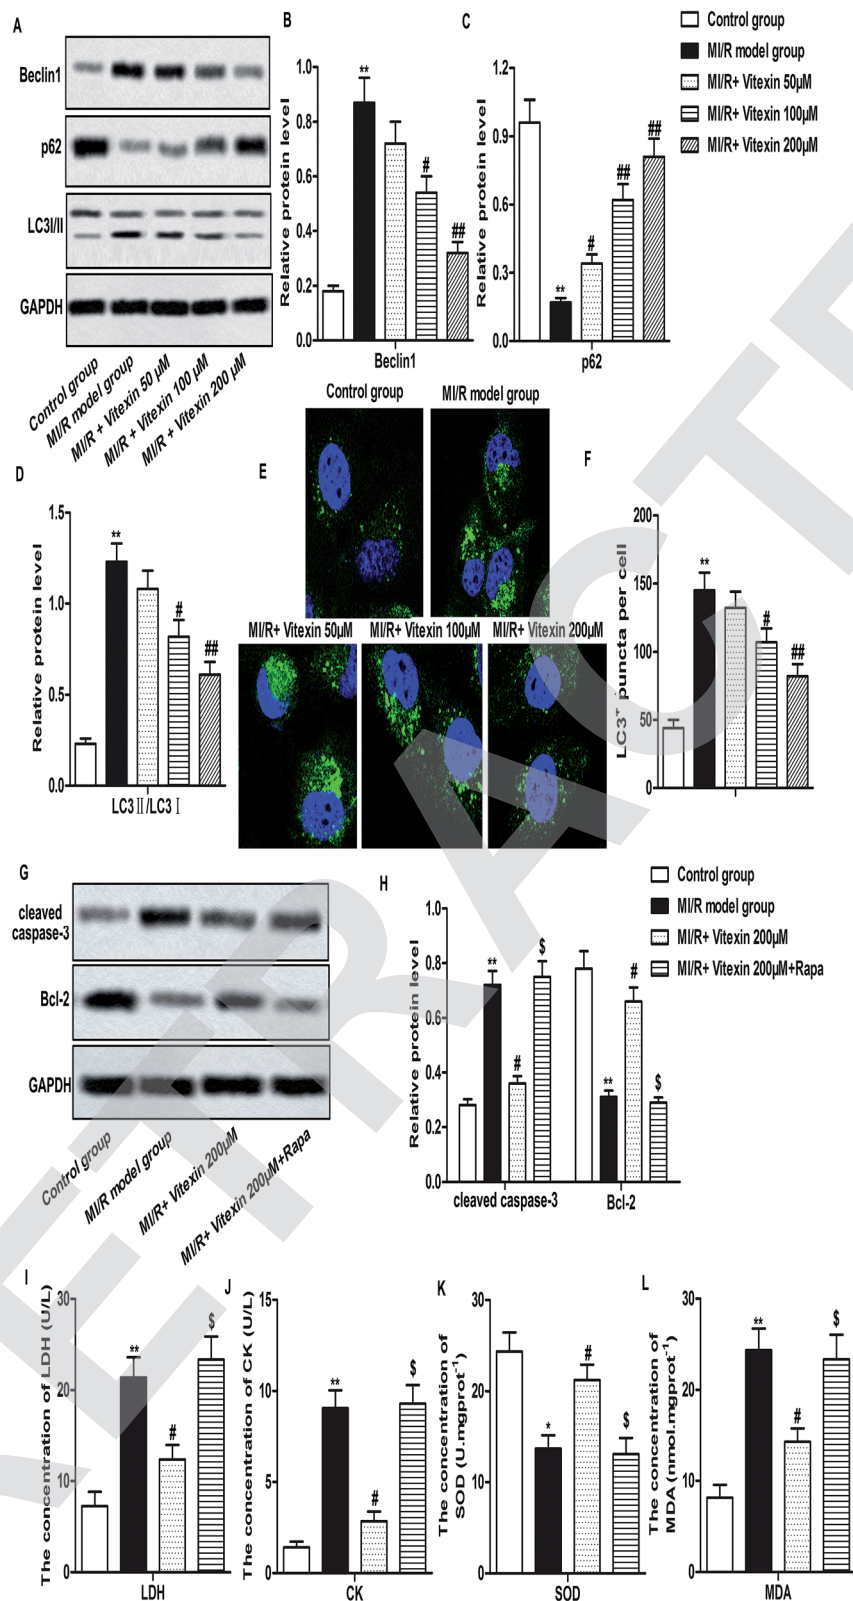 A
Beclin1
p62
LC3I/II
GAPDH
Control group
MI/R model group
MI/R + Vitexin 50 μM
MI/R + Vitexin 100 μM
MI/R + Vitexin 200 μM
B
Relative protein level
1.0
0.8
0.6
0.4
0.2
0.0
**
#
##
Beclin1
C
Relative protein level
1.2
0.9
0.6
0.3
0.0
**
#
##
##
p62
Control group
MI/R model group
MI/R+ Vitexin 50μM
MI/R+ Vitexin 100μM
MI/R+ Vitexin 200μM
D
Relative protein level
1.5
1.0
0.5
0.0
**
#
##
LC3Ⅱ/LC3Ⅰ
E
Control group
MI/R model group
MI/R+ Vitexin 50μM
MI/R+ Vitexin 100μM
MI/R+ Vitexin 200μM
F
LC3+ puncta per cell
200
150
100
50
0
**
#
##
G
cleaved
caspase-3
Bcl-2
GAPDH
Control group
MI/R model group
MI/R+ Vitexin 200μM
MI/R+ Vitexin 200μM+Rapa
H
Relative protein level
1.0
0.8
0.6
0.4
0.2
0.0
**
#
$
**
#
$
cleaved caspase-3
Bcl-2
Control group
MI/R model group
MI/R+ Vitexin 200μM
MI/R+ Vitexin 200μM+Rapa
I
The concentration of LDH (U/L)
30
20
10
0
**
#
$
LDH
J
The concentration of CK (U/L)
15
10
5
0
**
#
$
CK
K
The concentration of
SOD (U.mgprot-1)
30
20
10
0
*
#
$
SOD
L
The concentration of
MDA (nmol.mgprot-1)
30
20
10
0
**
#
$
MDA
RETRACTE